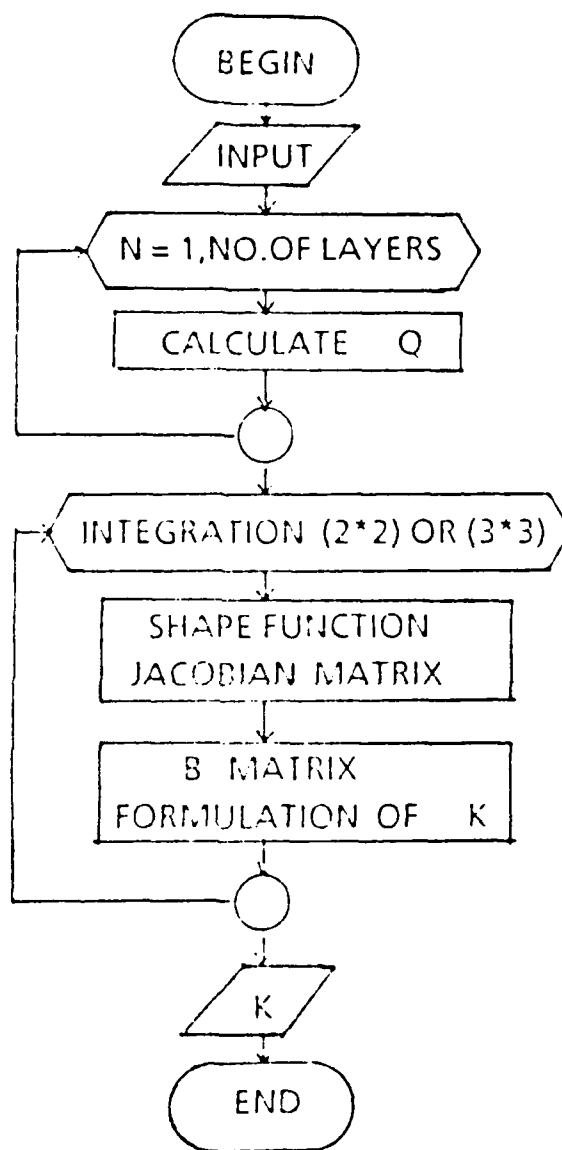 BEGIN
INPUT
N = 1,NO.OF LAYERS
CALCULATE Q
INTEGRATION (2*2) OR (3*3)
SHAPE FUNCTION
JACOBIAN MATRIX
B MATRIX
FORMULATION OF K
K
END